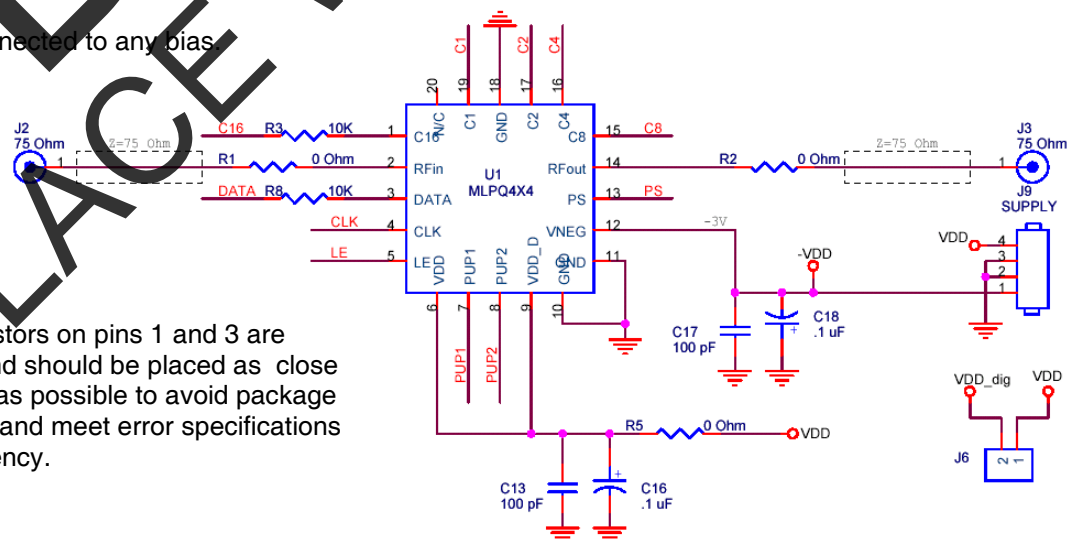 nnected to any bias.
LACE
C1
C2
C4
20
19
18
17
16
N/C
C1
GND
C2
C4
J2
75 Ohm
1
Z=75 Ohm
C16
R3
10K
1
C16
R1
0 Ohm
2
RFin
DATA
R8
10K
3
DATA
CLK
4
CLK
LE
5
LE
U1
MLPQ4X4
C8
15
C8
RFout
14
R2
0 Ohm
Z=75 Ohm
1
J3
75 Ohm
PS
13
PS
VNEG
12
-3V
GND
11
VDD
PUP1
PUP2
VDD_D
GND
6
7
8
9
10
PUP1
PUP2
J9
SUPPLY
VDD
4
3
2
1
-VDD
C17
100 pF
C18
.1 uF
+
stors on pins 1 and 3 are
nd should be placed as close
as possible to avoid package
and meet error specifications
ency.
R5
0 Ohm
VDD
C13
100 pF
+
C16
.1 uF
VDD_dig
VDD
J6
2
1